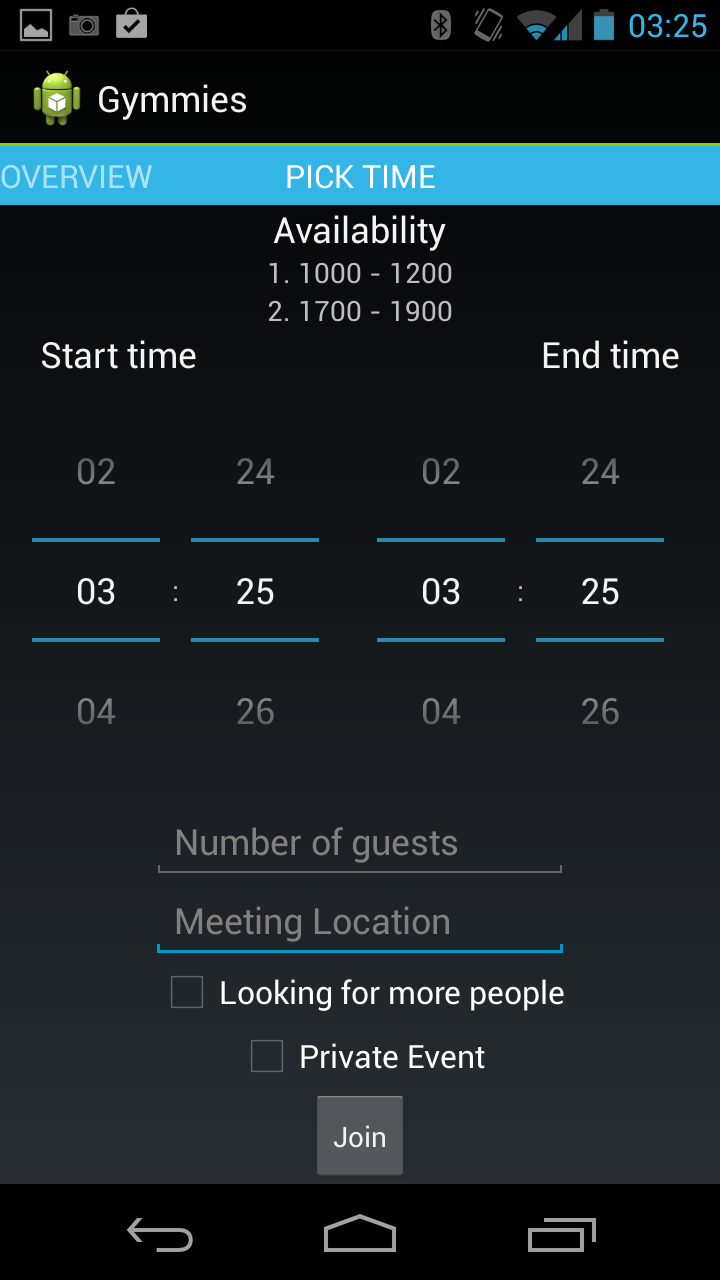 03:25
Gymmies
OVERVIEW PICK TIME
Availability
1. 1000 - 1200
2. 1700 - 1900
Start time End time
02 24 02 24
03 : 25 03 : 25
04 26 04 26
Number of guests
Meeting Location
Looking for more people
Private Event
Join